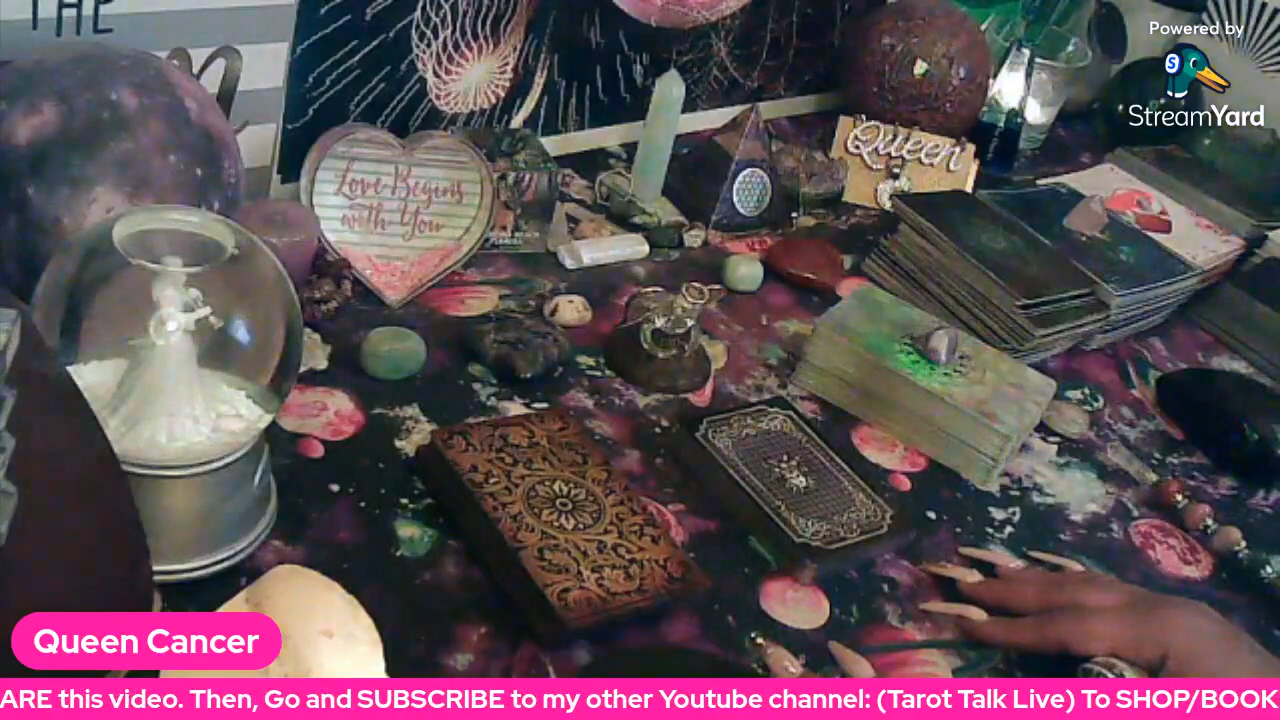 THE
Powered by
StreamYard
Queen
Love Begins
with You
Queen Cancer
ARE this video. Then, Go and SUBSCRIBE to my other Youtube channel: (Tarot Talk Live) To SHOP/BOOK